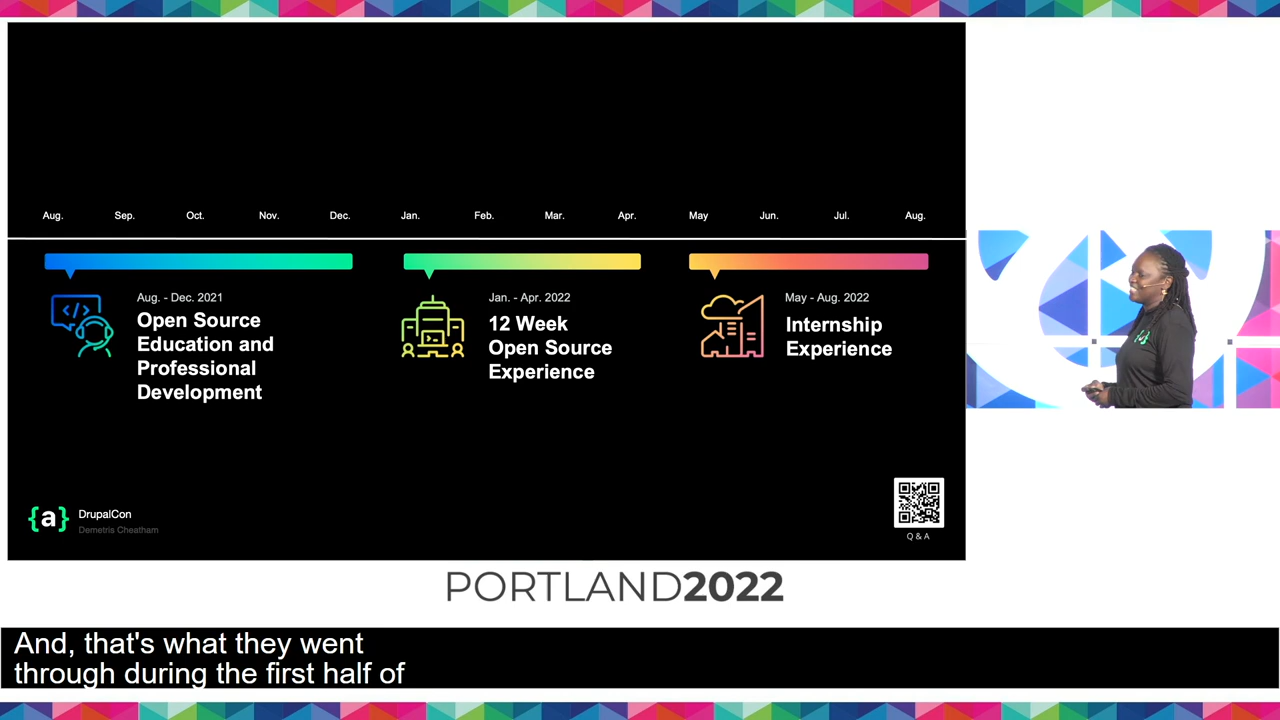 Aug. Sep. Oct. Nov. Dec. Jan. Feb. Mar. Apr. May Jun. Jul. Aug.
Aug. - Dec. 2021
Open Source
Education and
Professional
Development
Jan. - Apr. 2022
12 Week
Open Source
Experience
May - Aug. 2022
Internship
Experience
{a}
DrupalCon
Demetris Cheatham
Q & A
PORTLAND2022
And, that's what they went
through during the first half of